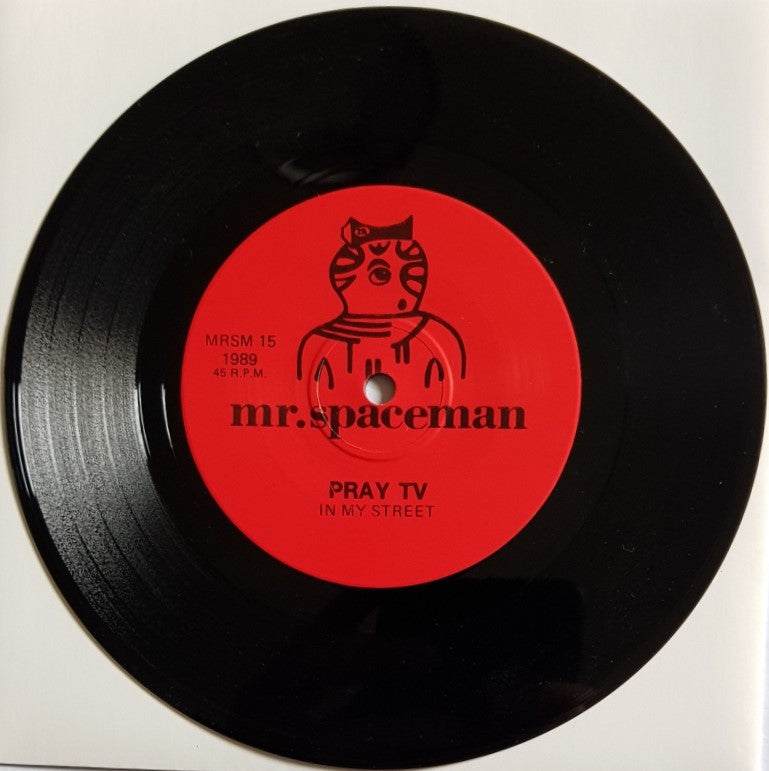 MRSM 15
1989
45 R.P.M.
mr.spaceman
PRAY TV
IN MY STREET